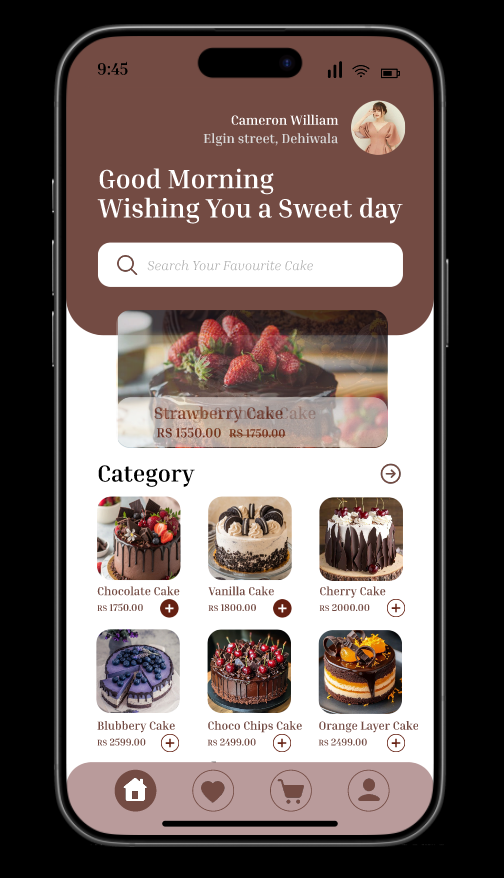 9:45
Cameron William
Elgin street, Dehiwala
Good Morning
Wishing You a Sweet day
Search Your Favourite Cake
Strawberry Cake
RS 1550.00 RS 1750.00
Category
Chocolate Cake Vanilla Cake Cherry Cake
RS 1750.00 RS 1800.00 RS 2000.00
Blubbery Cake Choco Chips Cake Orange Layer Cake
RS 2599.00 RS 2499.00 RS 2499.00